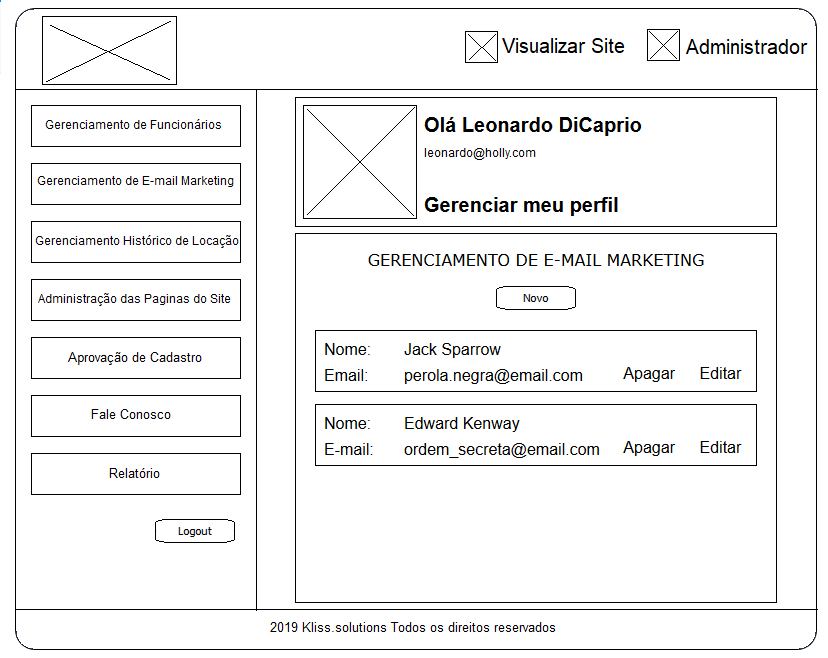 Visualizar Site
Administrador
Gerenciamento de Funcionários
Gerenciamento de E-mail Marketing
Gerenciamento Histórico de Locação
Administração das Paginas do Site
Aprovação de Cadastro
Fale Conosco
Relatório
Logout
Olá Leonardo DiCaprio
leonardo@holly.com
Gerenciar meu perfil
GERENCIAMENTO DE E-MAIL MARKETING
Novo
Nome: Jack Sparrow
Email: perola.negra@email.com Apagar Editar
Nome: Edward Kenway
E-mail: ordem_secreta@email.com Apagar Editar
2019 Kliss.solutions Todos os direitos reservados